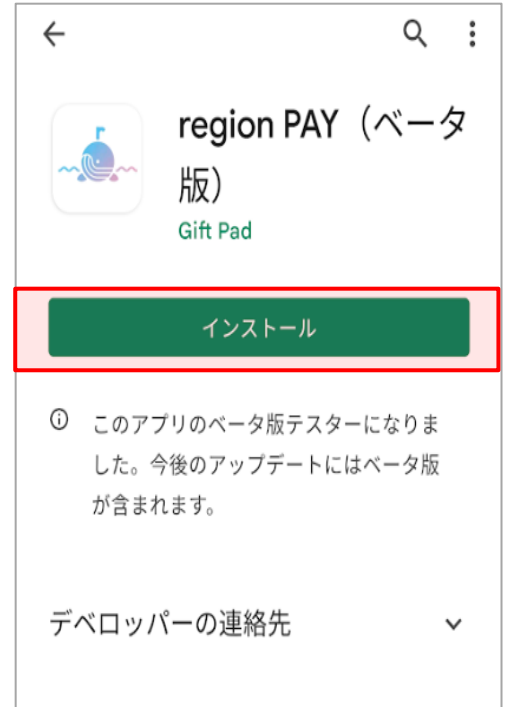 region PAY（ベータ
版）
Gift Pad
インストール
このアプリのベータ版テスターになりま
した。今後のアップデートにはベータ版
が含まれます。
デベロッパーの連絡先